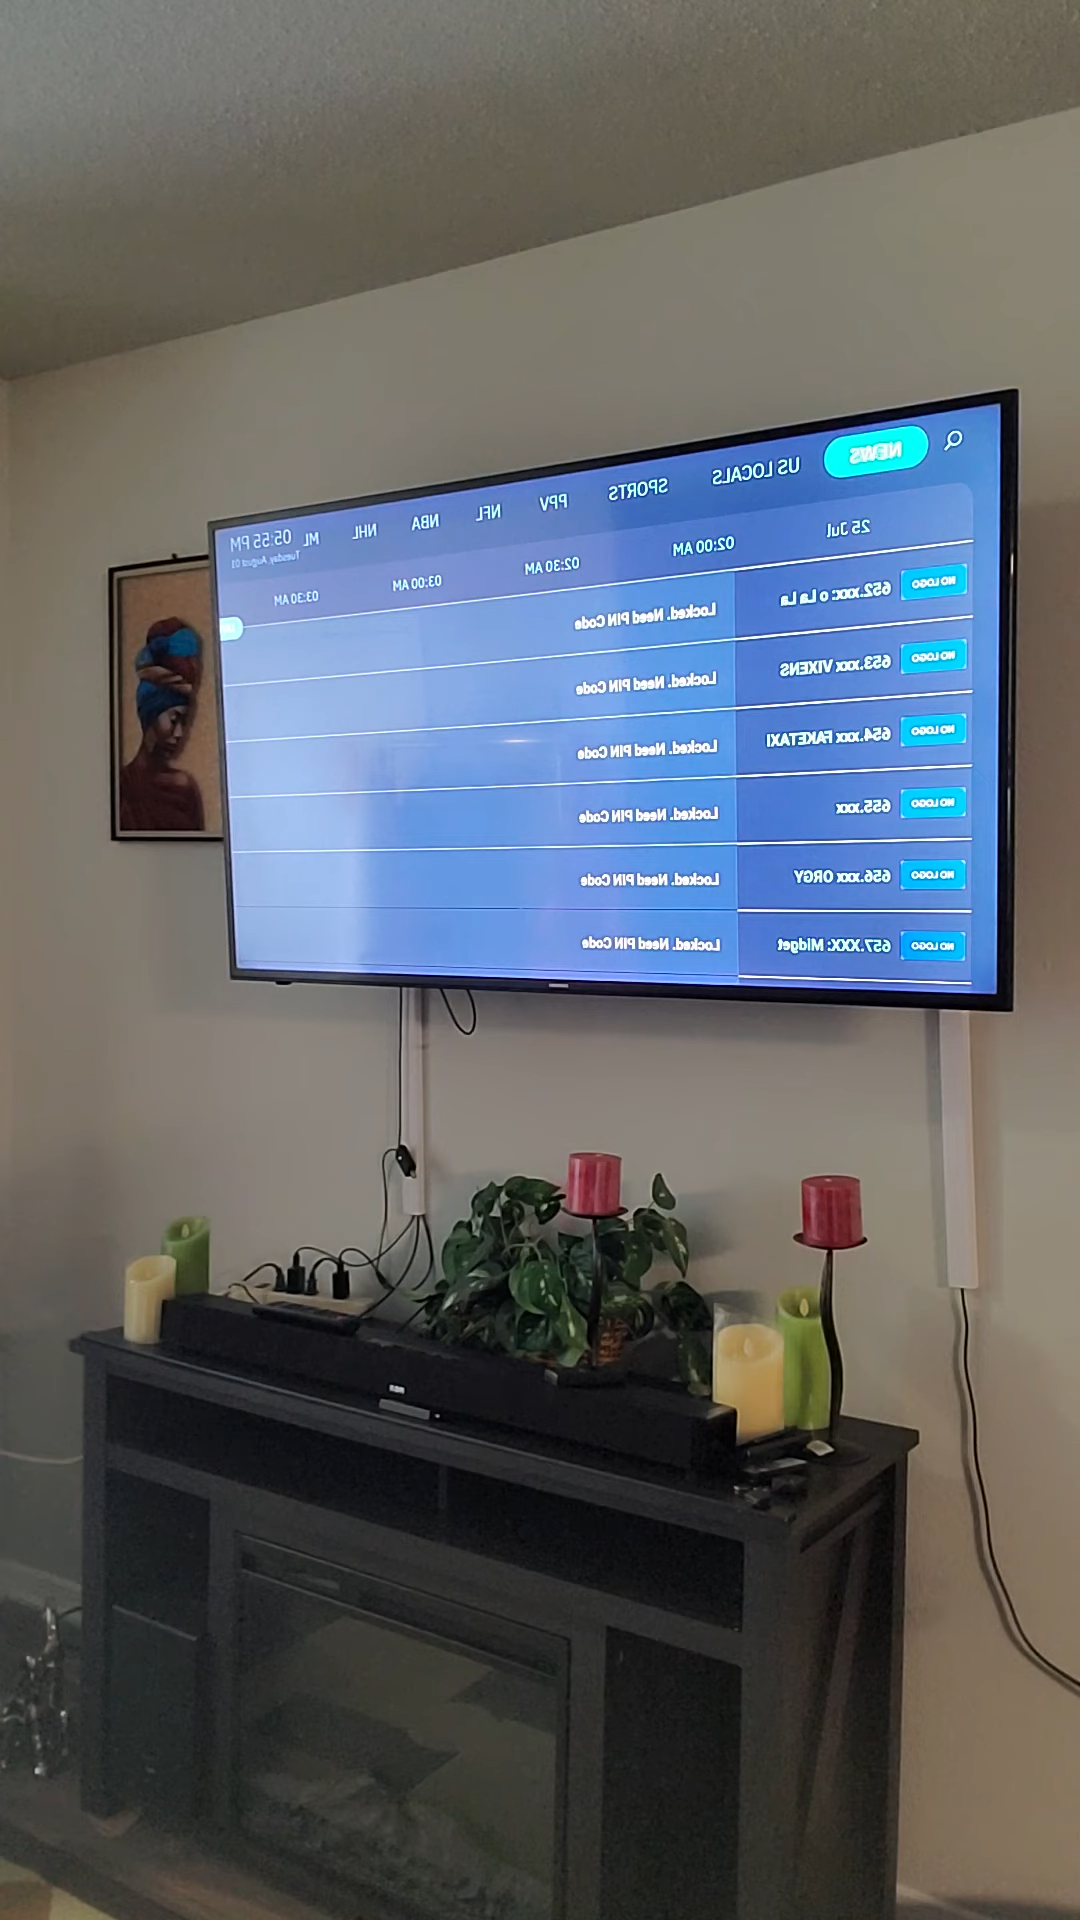 NEWS US LOCALS SPORTS PPV NFL NBA NHL ML 05:55 PM
Tuesday, August 03
25 Jul 02:00 AM 02:30 AM 03:00 AM 03:30 AM
NO LOGO 652.xxx: o La La Locked. Need PIN Code
NO LOGO 653.xxx VIXENS Locked. Need PIN Code
NO LOGO 654.xxx FAKETAXI Locked. Need PIN Code
NO LOGO 655.xxx Locked. Need PIN Code
NO LOGO 656.xxx ORGY Locked. Need PIN Code
NO LOGO 657.XXX: Midget Locked. Need PIN Code